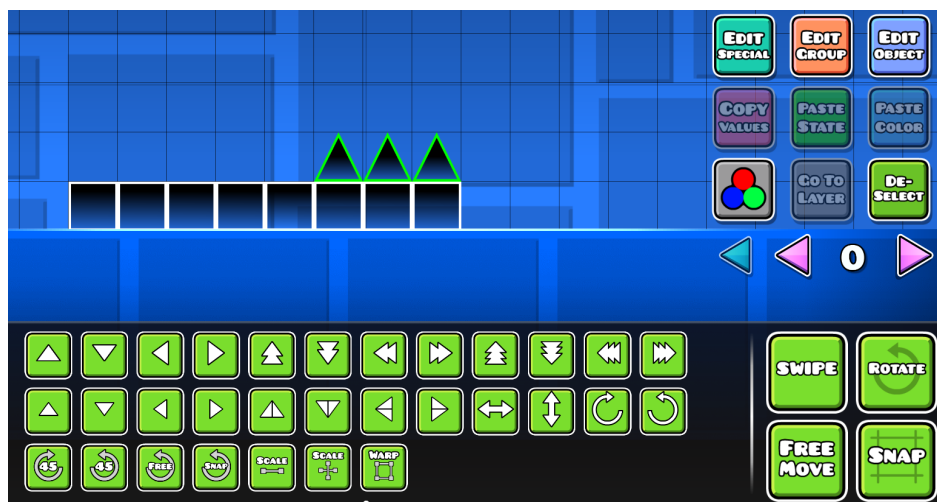 EDIT
SPECIAL
EDIT
GROUP
EDIT
OBJECT
COPY
VALUES
PASTE
STATE
PASTE
COLOR
GO TO
LAYER
DE-
SELECT
0
SWIPE
ROTATE
45
45
FREE
SNAP
SCALE
SCALE
WARP
FREE
MOVE
SNAP